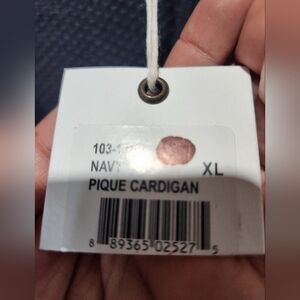 NAVY XL
PIQUE CARDIGAN
8 89365 02527 5